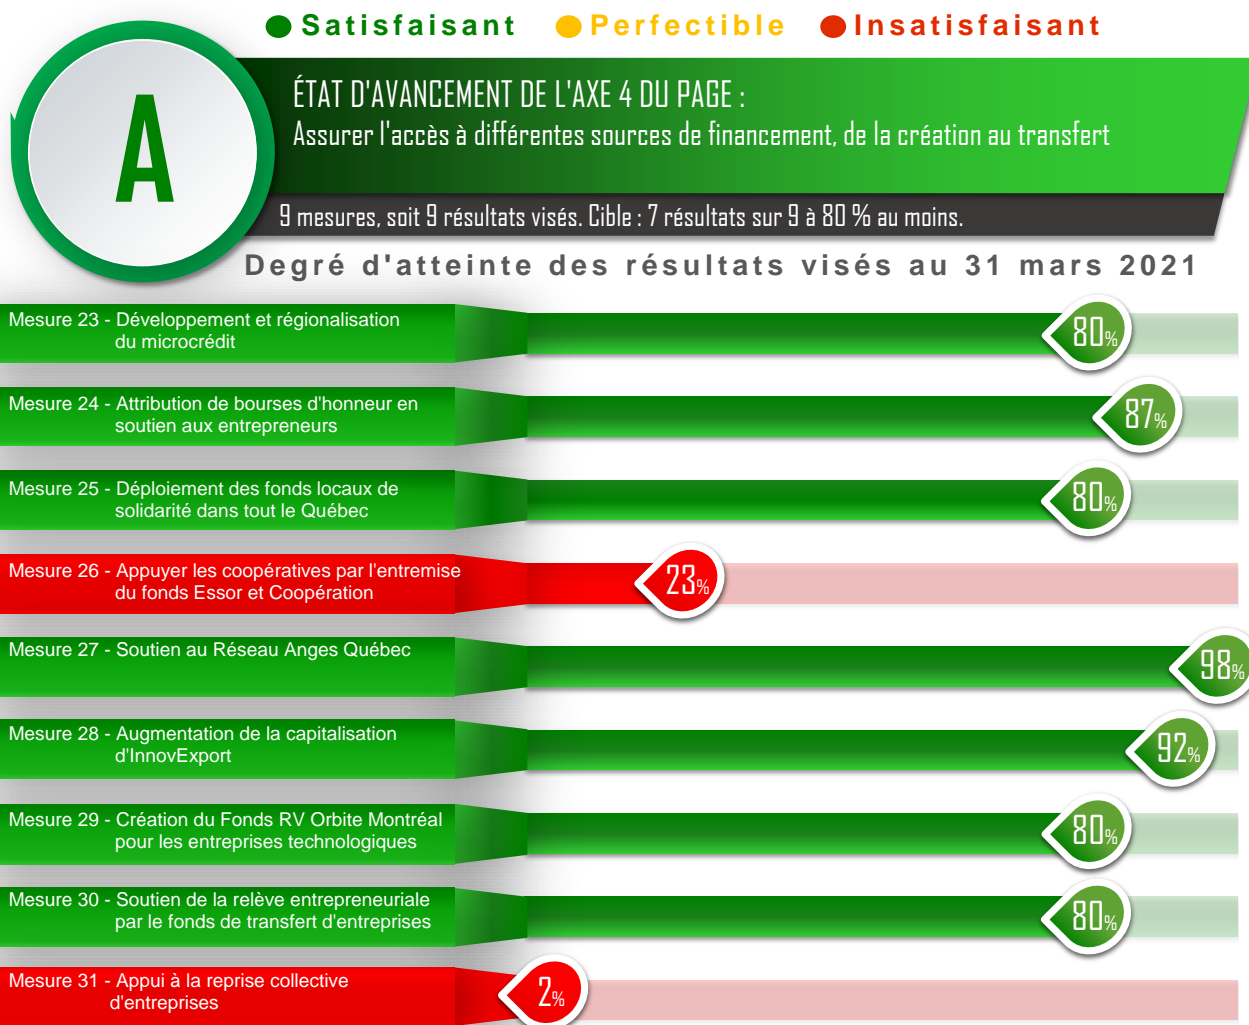 Satisfaisant Perfectible Insatisfaisant
A
ÉTAT D'AVANCEMENT DE L'AXE 4 DU PAGE :
Assurer l'accès à différentes sources de financement, de la création au transfert
9 mesures, soit 9 résultats visés. Cible : 7 résultats sur 9 à 80 % au moins.
Degré d'atteinte des résultats visés au 31 mars 2021
Mesure 23 - Développement et régionalisation
du microcrédit
80%
Mesure 24 - Attribution de bourses d'honneur en
soutien aux entrepreneurs
87%
Mesure 25 - Déploiement des fonds locaux de
solidarité dans tout le Québec
80%
Mesure 26 - Appuyer les coopératives par l'entremise
du fonds Essor et Coopération
23%
Mesure 27 - Soutien au Réseau Anges Québec
98%
Mesure 28 - Augmentation de la capitalisation
d'InnovExport
92%
Mesure 29 - Création du Fonds RV Orbite Montréal
pour les entreprises technologiques
80%
Mesure 30 - Soutien de la relève entrepreneuriale
par le fonds de transfert d'entreprises
80%
Mesure 31 - Appui à la reprise collective
d'entreprises
2%